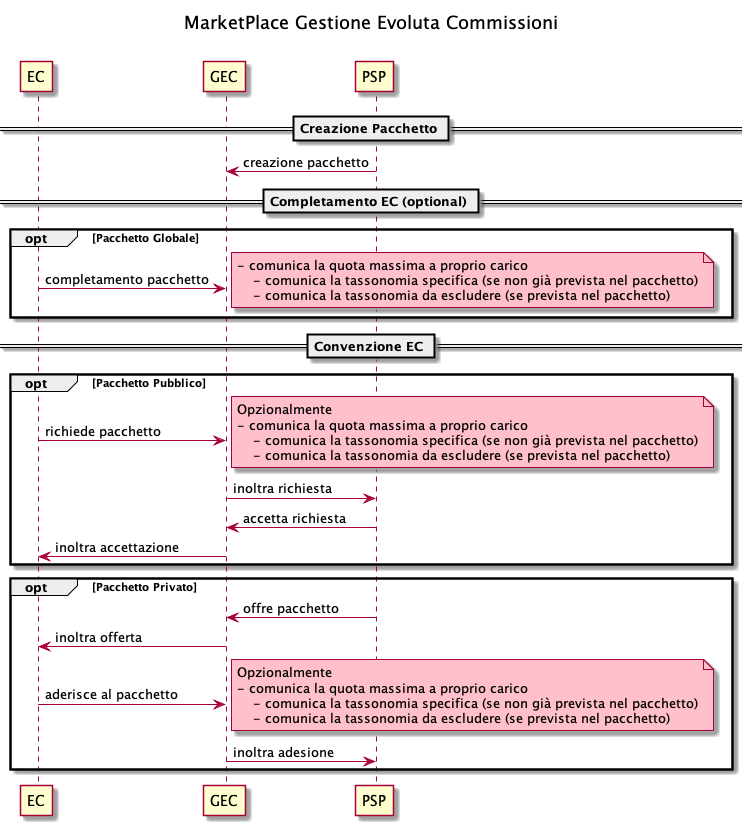 MarketPlace Gestione Evoluta Commissioni
EC
GEC
PSP
Creazione Pacchetto
creazione pacchetto
Completamento EC (optional)
opt
[Pacchetto Globale]
completamento pacchetto
- comunica la quota massima a proprio carico
- comunica la tassonomia specifica (se non già prevista nel pacchetto)
- comunica la tassonomia da escludere (se prevista nel pacchetto)
Convenzione EC
opt
[Pacchetto Pubblico]
richiede pacchetto
Opzionalmente
- comunica la quota massima a proprio carico
- comunica la tassonomia specifica (se non già prevista nel pacchetto)
- comunica la tassonomia da escludere (se prevista nel pacchetto)
inoltra richiesta
accetta richiesta
inoltra accettazione
opt
[Pacchetto Privato]
offre pacchetto
inoltra offerta
aderisce al pacchetto
Opzionalmente
- comunica la quota massima a proprio carico
- comunica la tassonomia specifica (se non già prevista nel pacchetto)
- comunica la tassonomia da escludere (se prevista nel pacchetto)
inoltra adesione
EC
GEC
PSP